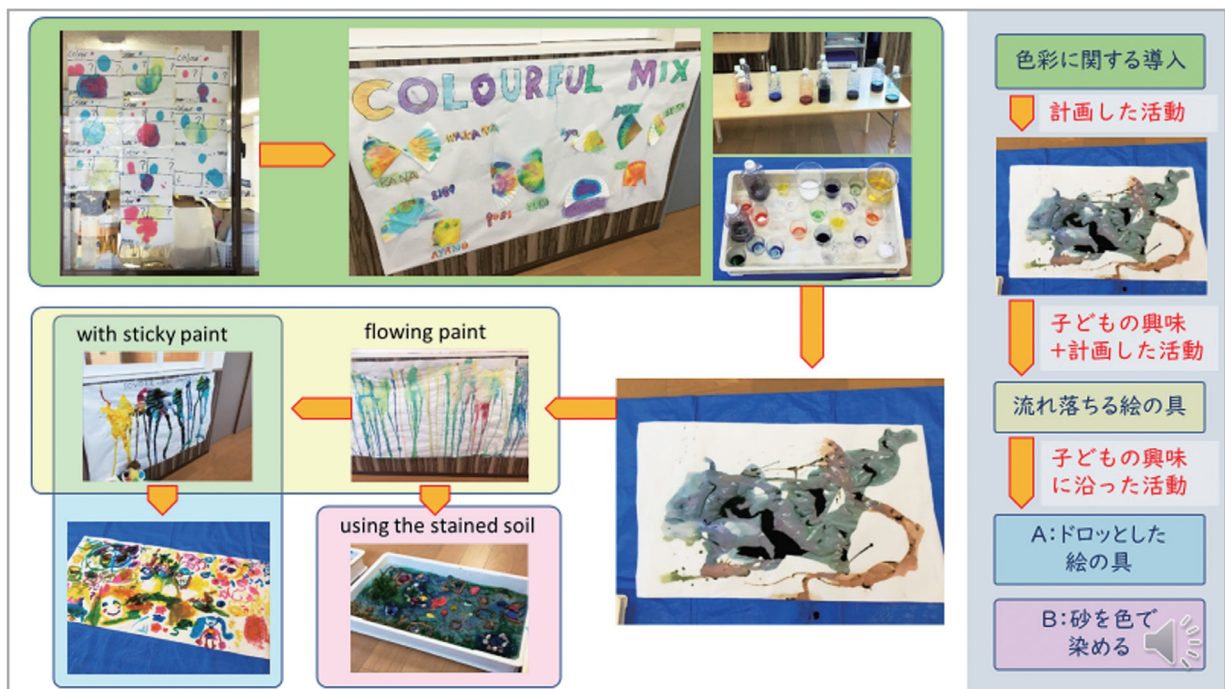 COLOURFUL MIX
KANA
WAKANA
AYANO
with sticky paint
flowing paint
using the stained soil
色彩に関する導入
計画した活動
子どもの興味
+計画した活動
流れ落ちる絵の具
子どもの興味
に沿った活動
A:ドロッとした
絵の具
B:砂を色で
染める